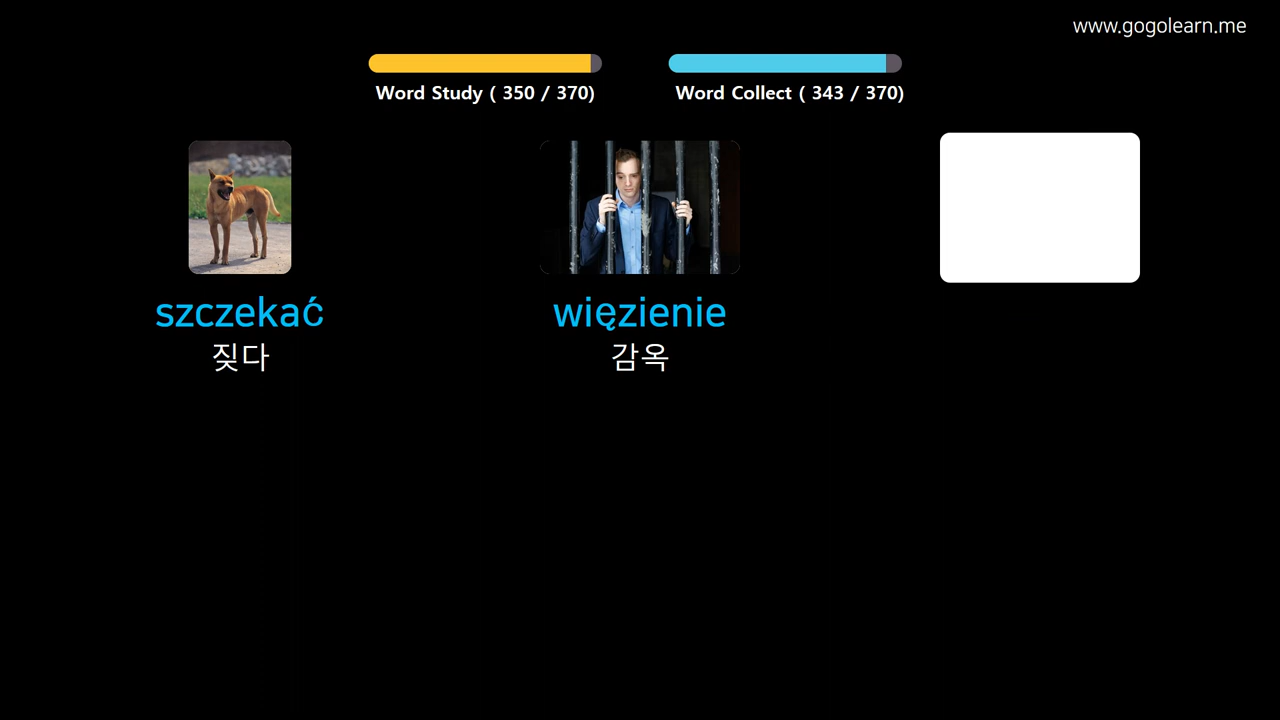 www.gogolearn.me
Word Study ( 350 / 370)
Word Collect ( 343 / 370)
szczekać
짖다
więzienie
감옥